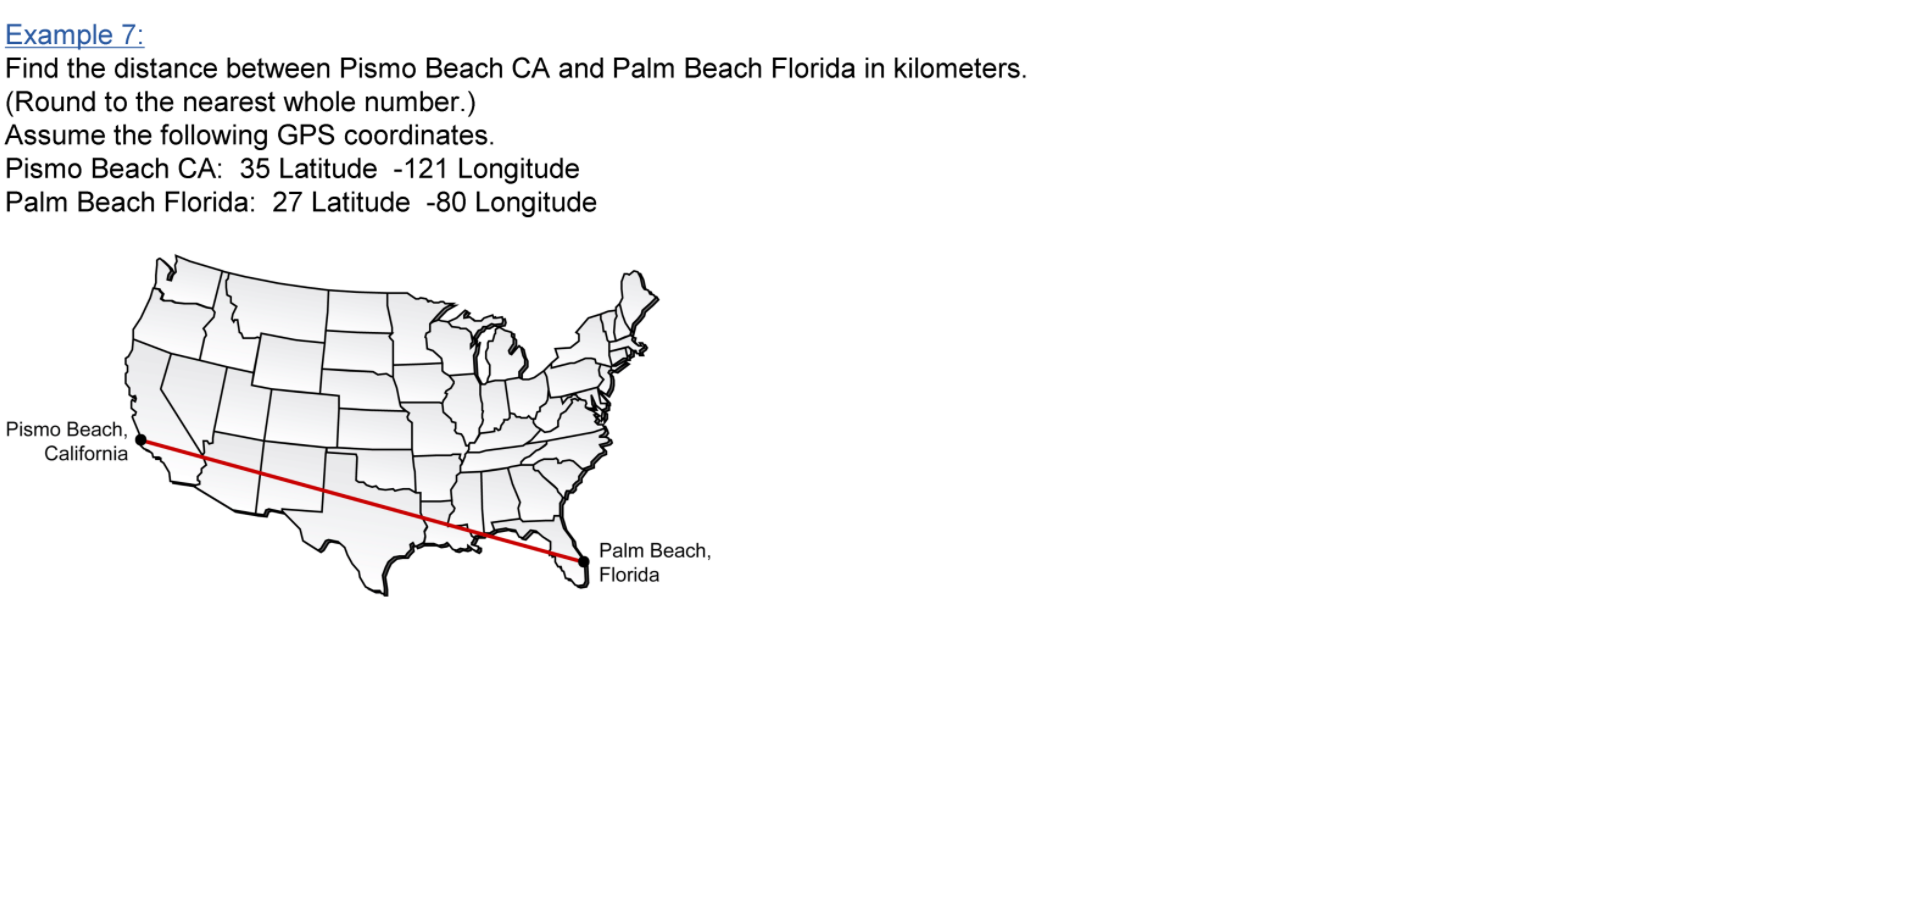 Example 7:
Find the distance between Pismo Beach CA and Palm Beach Florida in kilometers.
(Round to the nearest whole number.)
Assume the following GPS coordinates.
Pismo Beach CA:  35 Latitude  -121 Longitude
Palm Beach Florida:  27 Latitude  -80 Longitude
Pismo Beach,
California
Palm Beach,
Florida